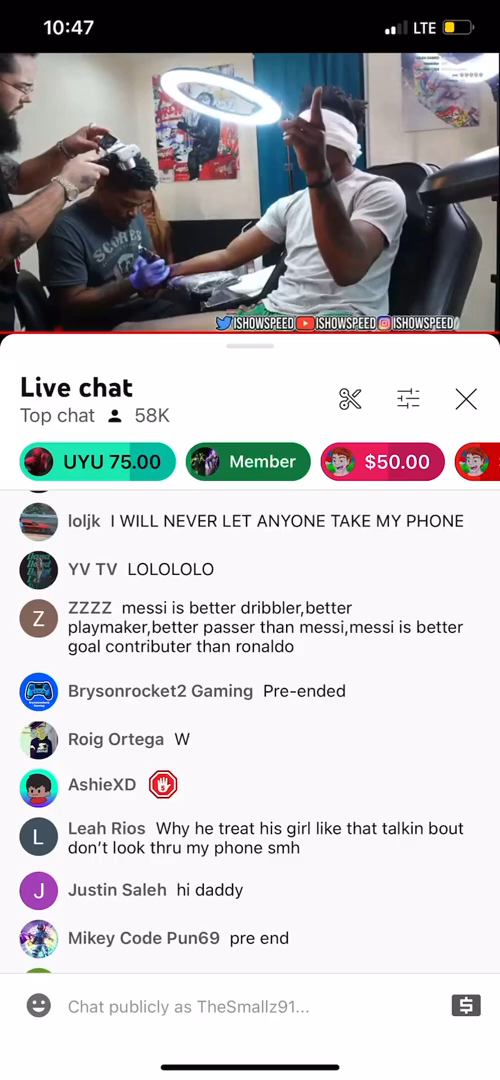 10:47
LTE
SCORES
ISHOWSPEED ISHOWSPEED ISHOWSPEED
Live chat
Top chat 58K
UYU 75.00 Member $50.00
loljk I WILL NEVER LET ANYONE TAKE MY PHONE
YV TV LOLOLOLO
Z ZZZZ messi is better dribbler,better
playmaker,better passer than messi,messi is better
goal contributer than ronaldo
Brysonrocket2 Gaming Pre-ended
Roig Ortega W
AshieXD
L Leah Rios Why he treat his girl like that talkin bout
don't look thru my phone smh
J Justin Saleh hi daddy
Mikey Code Pun69 pre end
Chat publicly as TheSmallz91... $